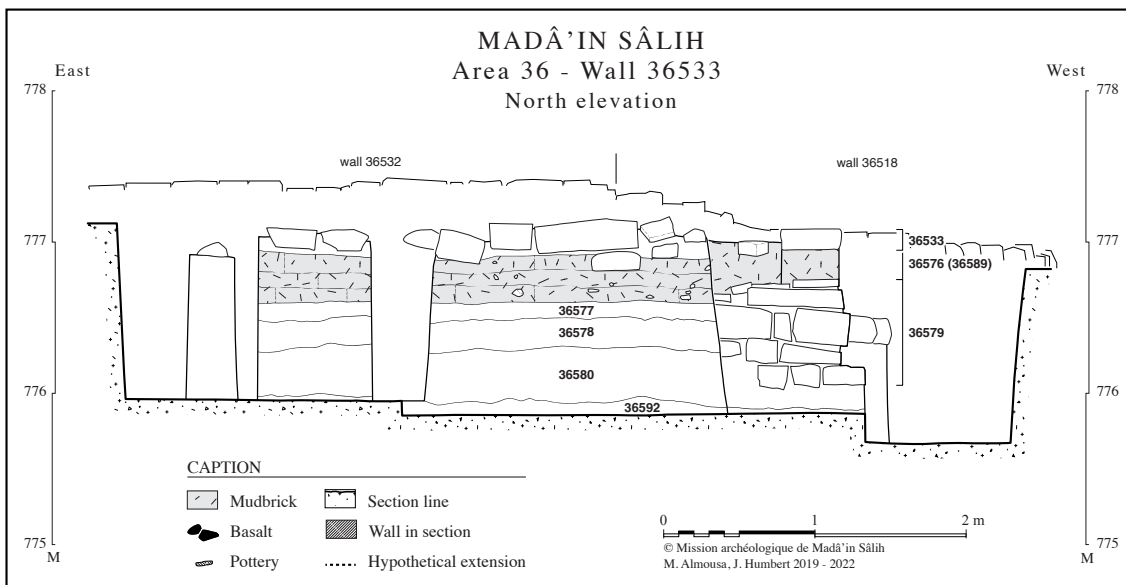 MADÂ’IN SÂLIH
Area 36 - Wall 36533
North elevation
East
West
778
778
wall 36532
wall 36518
777
777
36533
36576 (36589)
36577
36578
36579
36580
776
776
36592
CAPTION
Mudbrick
Section line
Basalt
Wall in section
Pottery
Hypothetical extension
0 1 2 m
© Mission archéologique de Madâ’in Sâlih
M. Almousa, J. Humbert 2019 - 2022
775
775
M
M